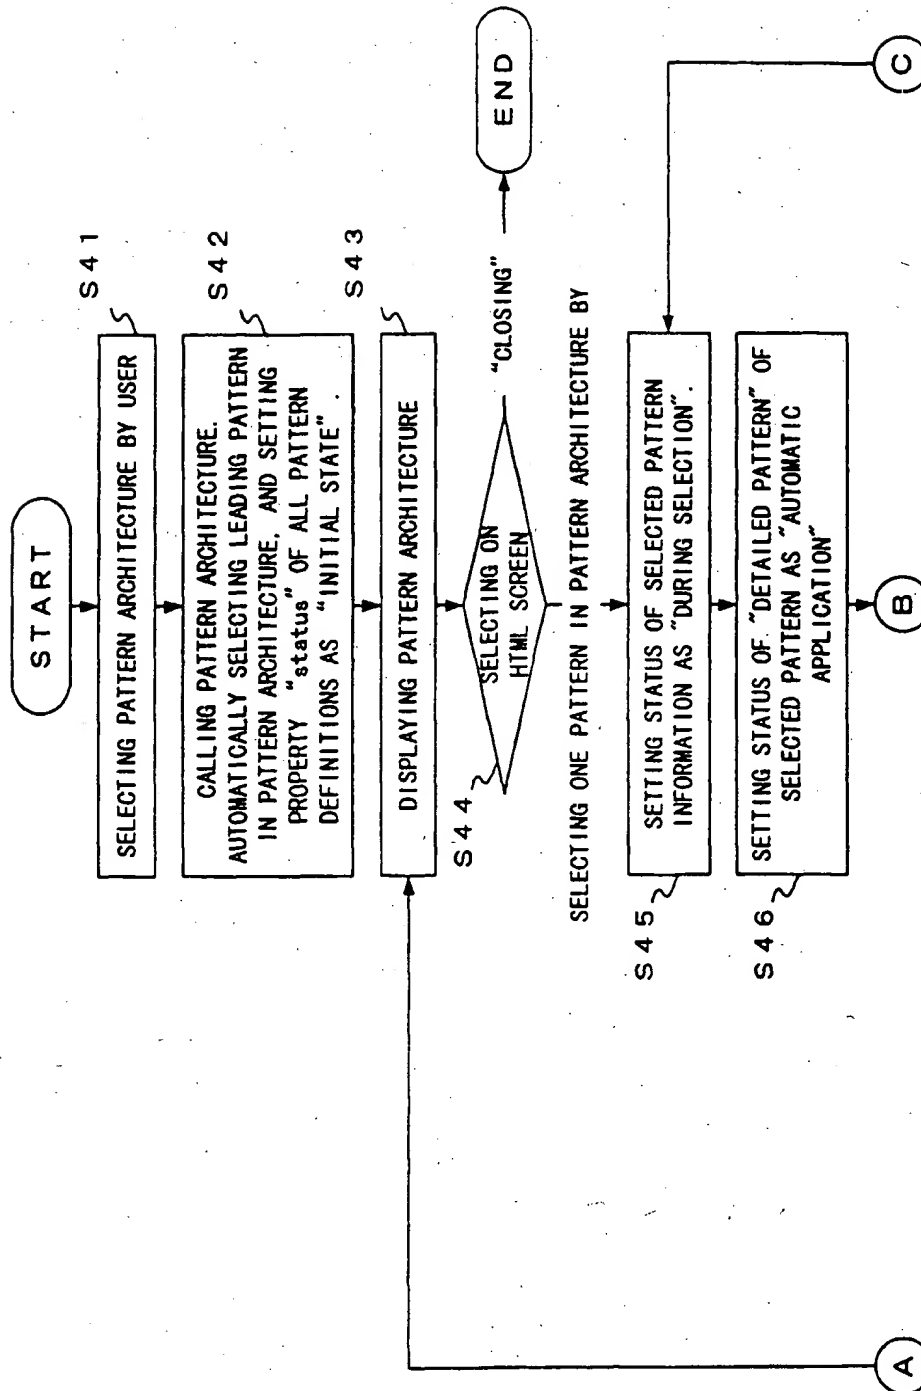 START
S41
SELECTING PATTERN ARCHITECTURE BY USER
S42
CALLING PATTERN ARCHITECTURE.
AUTOMATICALLY SELECTING LEADING PATTERN
IN PATTERN ARCHITECTURE, AND SETTING
PROPERTY "status" OF ALL PATTERN
DEFINITIONS AS "INITIAL STATE".
S43
DISPLAYING PATTERN ARCHITECTURE
S44
SELECTING ON
HTML SCREEN
"CLOSING"
END
SELECTING ONE PATTERN IN PATTERN ARCHITECTURE BY
S45
SETTING STATUS OF SELECTED PATTERN
INFORMATION AS "DURING SELECTION".
S46
SETTING STATUS OF "DETAILED PATTERN" OF
SELECTED PATTERN AS "AUTOMATIC
APPLICATION"
A
B
C